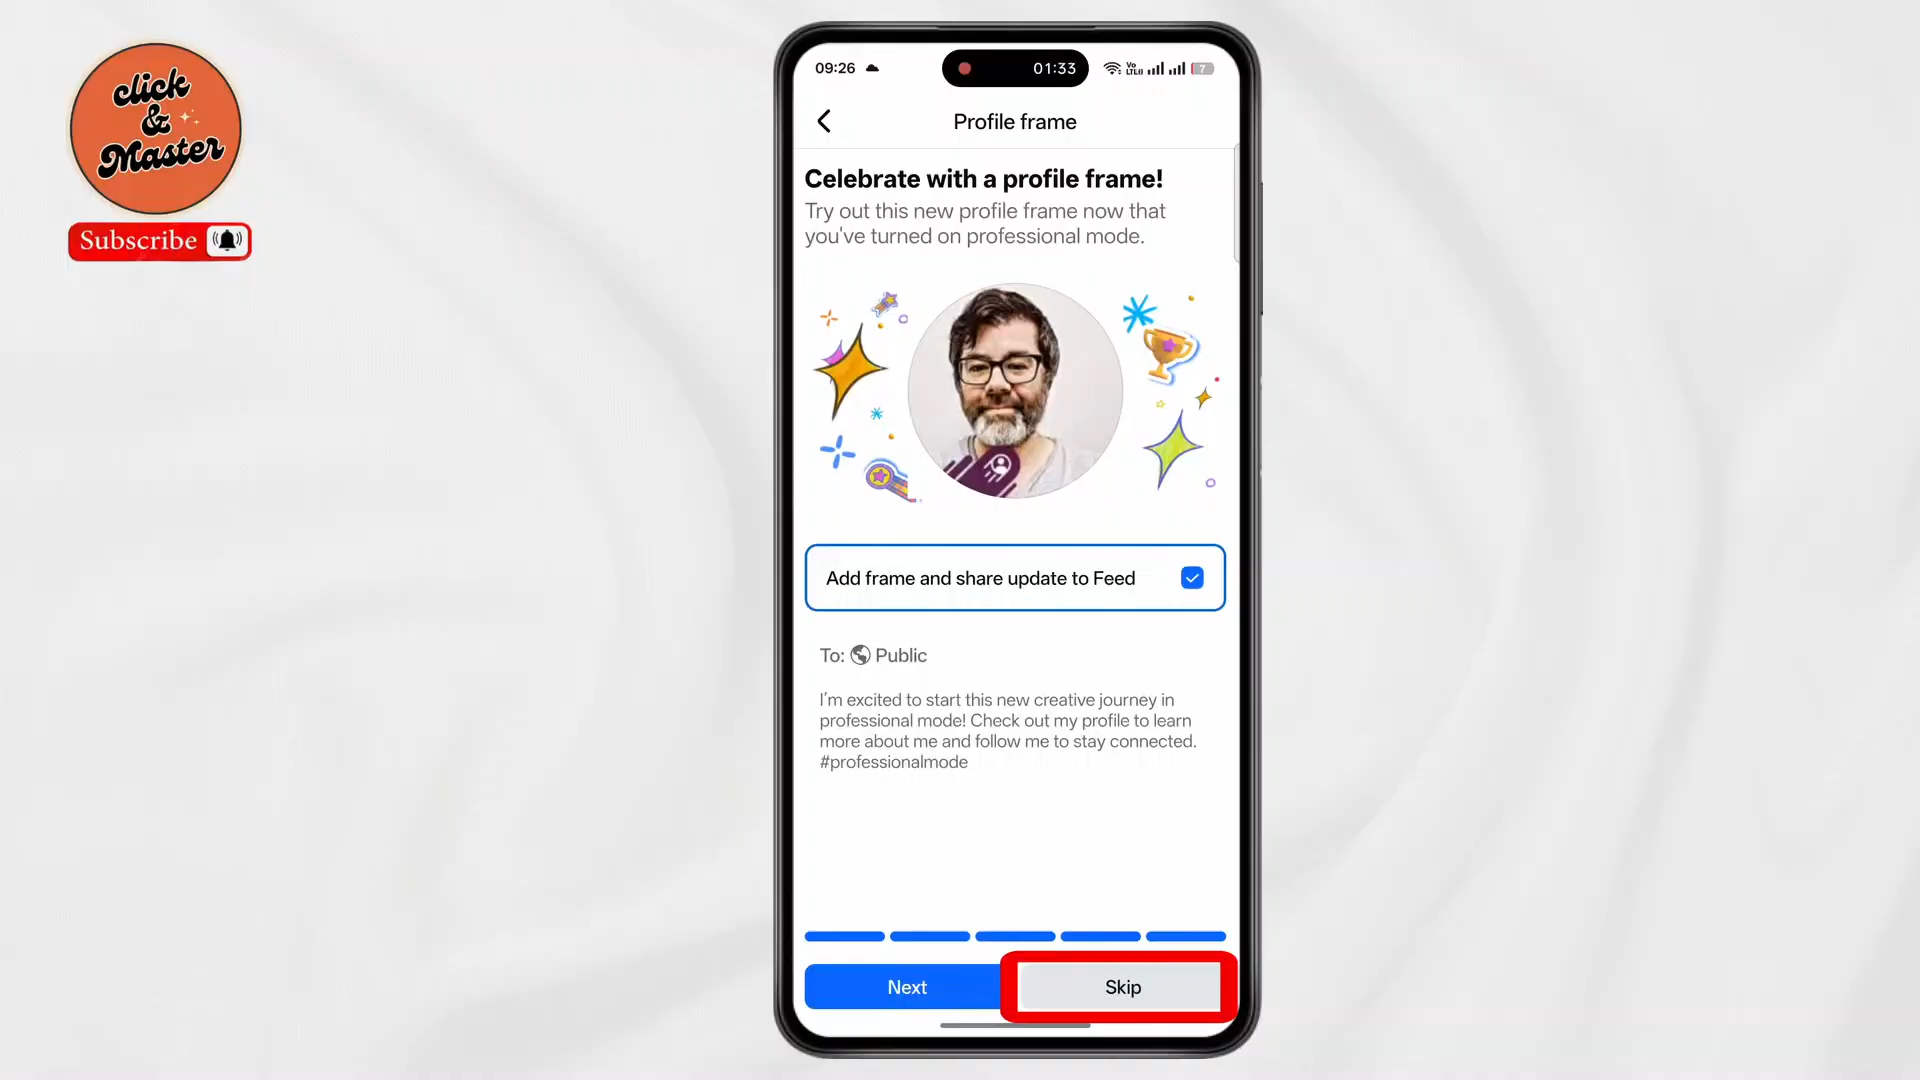 click
&
Master
Subscribe
09:26
01:33
Vo
LTE
7
Profile frame
Celebrate with a profile frame!
Try out this new profile frame now that
you've turned on professional mode.
Add frame and share update to Feed
To: Public
I'm excited to start this new creative journey in
professional mode! Check out my profile to learn
more about me and follow me to stay connected.
#professionalmode
Next
Skip